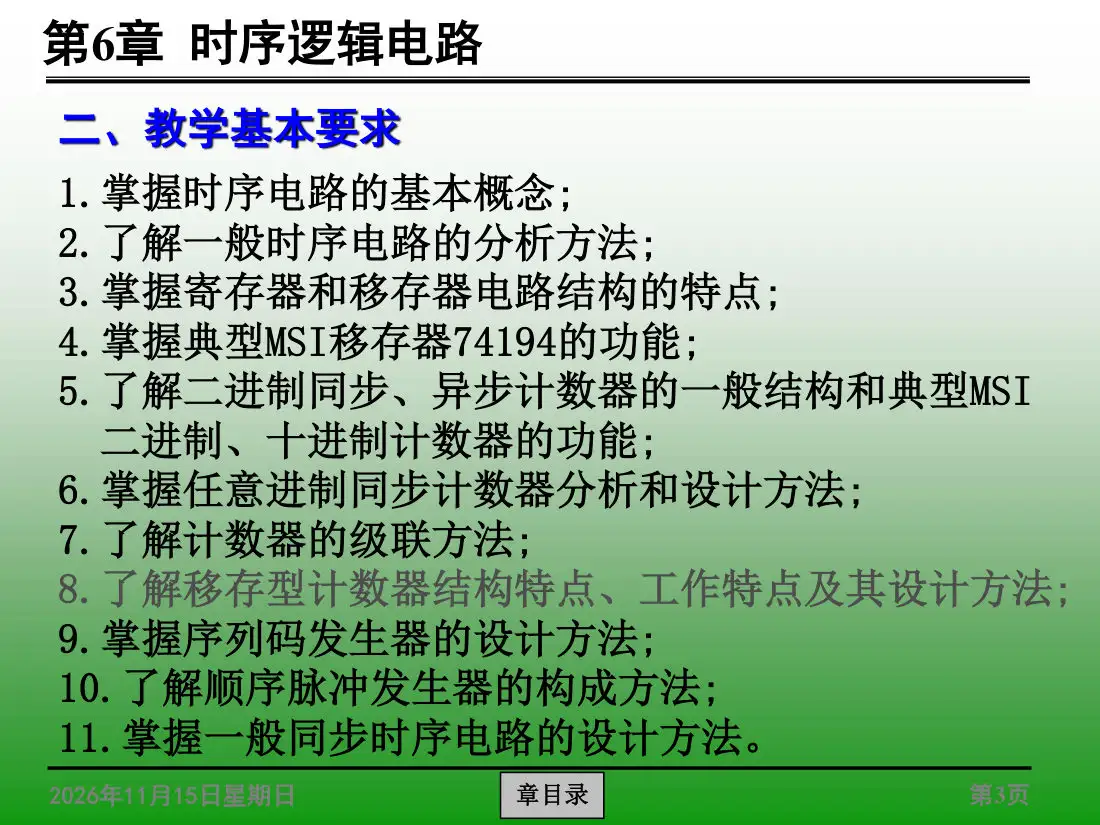 第6章 时序逻辑电路
二、教学基本要求
1.掌握时序电路的基本概念;
2.了解一般时序电路的分析方法;
3.掌握寄存器和移存器电路结构的特点;
4.掌握典型MSI移存器74194的功能;
5.了解二进制同步、异步计数器的一般结构和典型MSI
二进制、十进制计数器的功能;
6.掌握任意进制同步计数器分析和设计方法;
7.了解计数器的级联方法;
8.了解移存型计数器结构特点、工作特点及其设计方法;
9.掌握序列码发生器的设计方法;
10.了解顺序脉冲发生器的构成方法;
11.掌握一般同步时序电路的设计方法。
2026年11月15日星期日
章目录
第3页